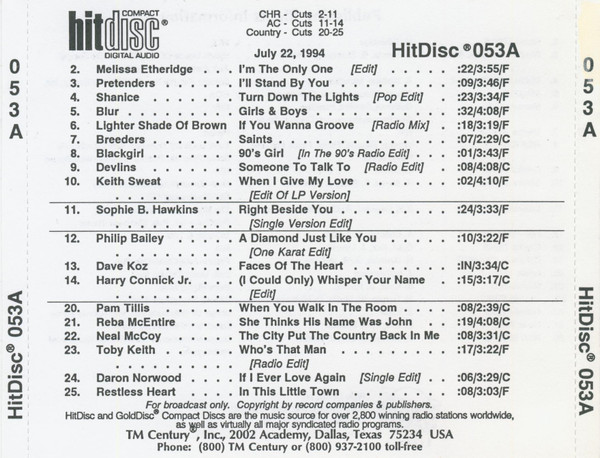 COMPACT
hitdisc
DIGITAL AUDIO
CHR - Cuts 2-11
AC - Cuts 11-14
Country - Cuts 20-25
July 22, 1994
HitDisc ® 053A
053A
053A
2. Melissa Etheridge . . . I'm The Only One [Edit] . . . . . . :22/3:55/F
3. Pretenders . . . . . . I'll Stand By You . . . . . . . . . . . :09/3:46/F
4. Shanice . . . . . . . Turn Down The Lights [Pop Edit] . . :23/3:34/F
5. Blur . . . . . . . . . Girls & Boys . . . . . . . . . . . . . :32/4:08/F
6. Lighter Shade Of Brown If You Wanna Groove [Radio Mix] . :18/3:19/F
7. Breeders . . . . . . . Saints . . . . . . . . . . . . . . . . :07/2:29/C
8. Blackgirl . . . . . . . 90's Girl [In The 90's Radio Edit] . . . :01/3:43/F
9. Devlins . . . . . . . Someone To Talk To [Radio Edit] . . :08/4:08/C
10. Keith Sweat . . . . . When I Give My Love . . . . . . . . :02/4:10/F
. . . . . . . . . . [Edit Of LP Version]
11. Sophie B. Hawkins . . Right Beside You . . . . . . . . . . :24/3:33/F
. . . . . . . . . . [Single Version Edit]
12. Philip Bailey . . . . . A Diamond Just Like You . . . . . . :10/3:22/F
. . . . . . . . . . [One Karat Edit]
13. Dave Koz . . . . . . Faces Of The Heart . . . . . . . . . :IN/3:34/C
14. Harry Connick Jr. . . . (I Could Only) Whisper Your Name . :15/3:17/C
. . . . . . . . . . [Edit]
20. Pam Tillis . . . . . . When You Walk In The Room . . . . :08/2:39/C
21. Reba McEntire . . . . She Thinks His Name Was John . . :19/4:08/C
22. Neal McCoy . . . . . The City Put The Country Back In Me :08/3:31/C
23. Toby Keith . . . . . . Who's That Man . . . . . . . . . . :17/3:22/F
. . . . . . . . . . [Radio Edit]
24. Daron Norwood . . . . If I Ever Love Again [Single Edit] . . :06/3:29/C
25. Restless Heart . . . . In This Little Town . . . . . . . . . . :08/3:03/F
For broadcast only. Copyright by record companies & publishers.
HitDisc and GoldDisc® Compact Discs are the music source for over 2,800 winning radio stations worldwide,
as well as virtually all major syndicated radio programs.
TM Century®, Inc., 2002 Academy, Dallas, Texas 75234 USA
Phone: (800) TM Century or (800) 937-2100 toll-free
HitDisc® 053A
HitDisc® 053A